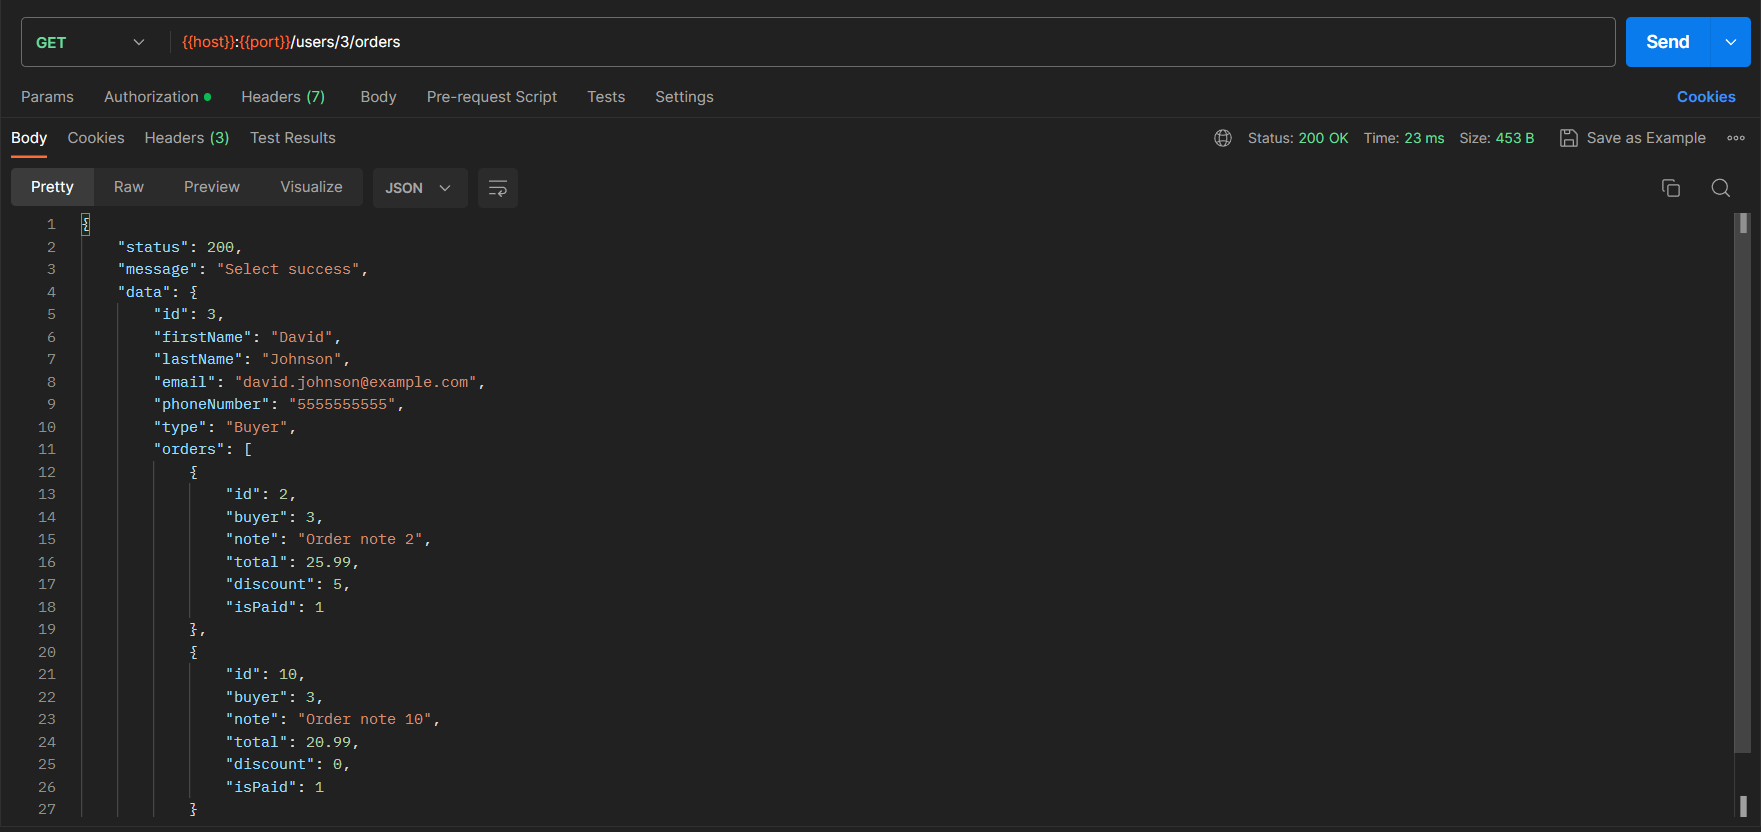 GET {{host}}:{{port}}/users/3/orders Send
Params Authorization Headers (7) Body Pre-request Script Tests Settings Cookies
Body Cookies Headers (3) Test Results Status: 200 OK Time: 23 ms Size: 453 B Save as Example
Pretty Raw Preview Visualize JSON
1 {
2 "status": 200,
3 "message": "Select success",
4 "data": {
5 "id": 3,
6 "firstName": "David",
7 "lastName": "Johnson",
8 "email": "david.johnson@example.com",
9 "phoneNumber": "5555555555",
10 "type": "Buyer",
11 "orders": [
12 {
13 "id": 2,
14 "buyer": 3,
15 "note": "Order note 2",
16 "total": 25.99,
17 "discount": 5,
18 "isPaid": 1
19 },
20 {
21 "id": 10,
22 "buyer": 3,
23 "note": "Order note 10",
24 "total": 20.99,
25 "discount": 0,
26 "isPaid": 1
27 }